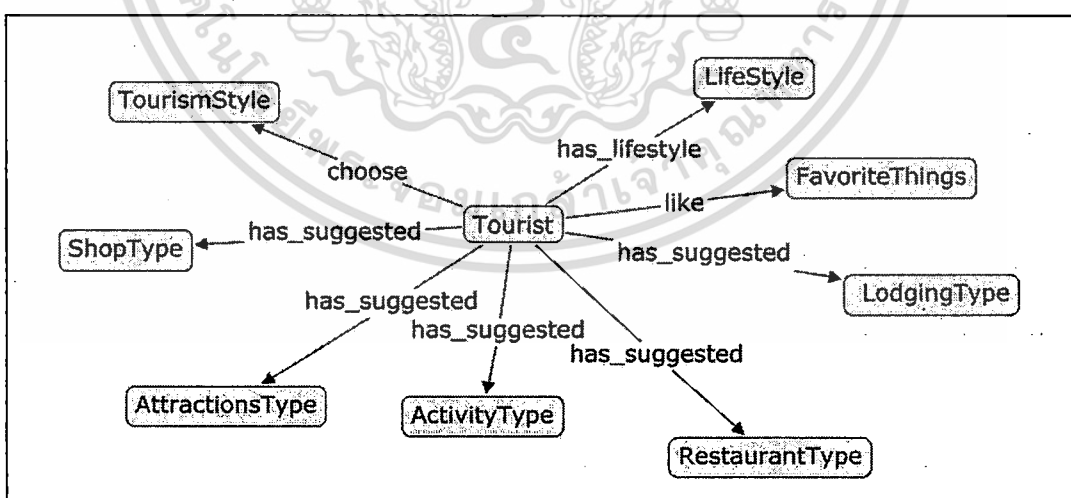 LifeStyle
TourismStyle
has_lifestyle
choose
FavoriteThings
like
Tourist
has_suggested
ShopType
has_suggested
LodgingType
has_suggested
has_suggested
has_suggested
AttractionsType
ActivityType
RestaurantType